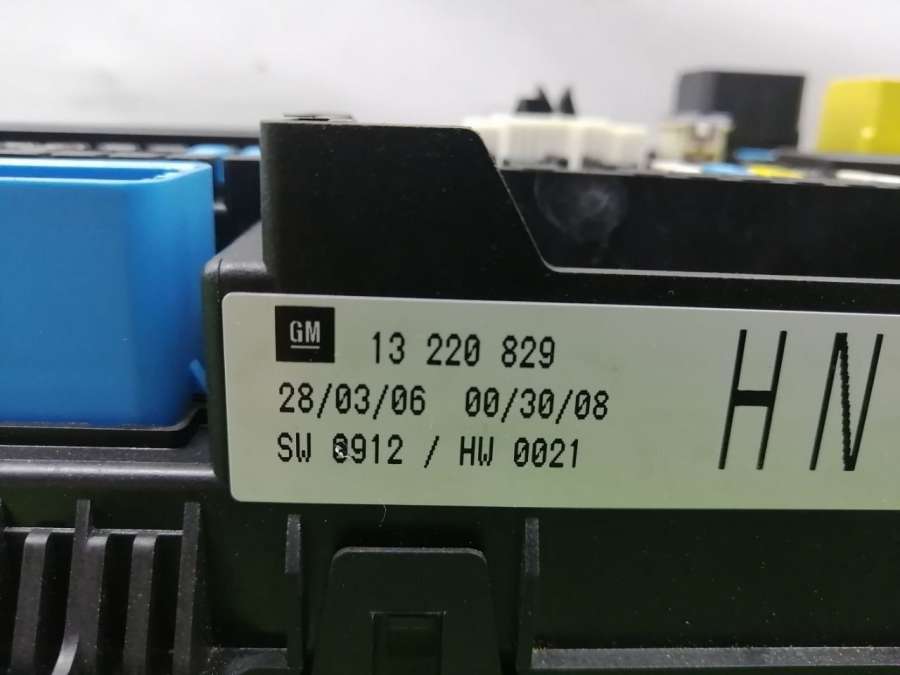 GM 13 220 829
28/03/06 00/30/08
SW 0912 / HW 0021
HN